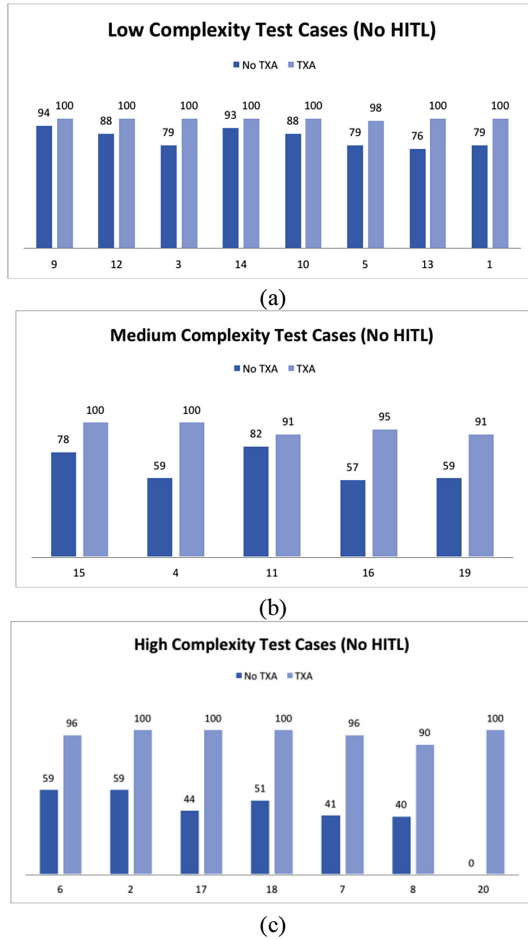 Low Complexity Test Cases (No HITL)
No TXA TXA
94 100 88 100 79 100 93 100 88 100 79 98 76 100 79 100
9 12 3 14 10 5 13 1
(a)
Medium Complexity Test Cases (No HITL)
No TXA TXA
78 100 59 100 82 91 57 95 59 91
15 4 11 16 19
(b)
High Complexity Test Cases (No HITL)
No TXA TXA
59 96 59 100 44 100 51 100 41 96 40 90 0 100
6 2 17 18 7 8 20
(c)